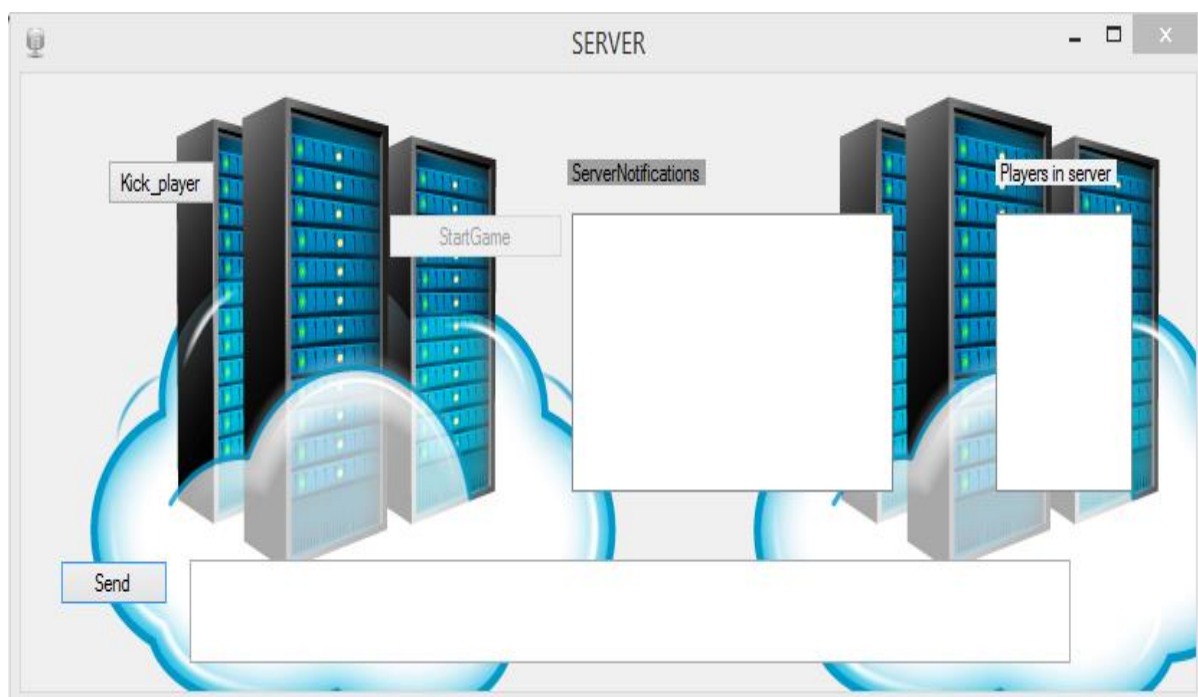 SERVER
Kick_player
ServerNotifications
Players in server
StartGame
Send